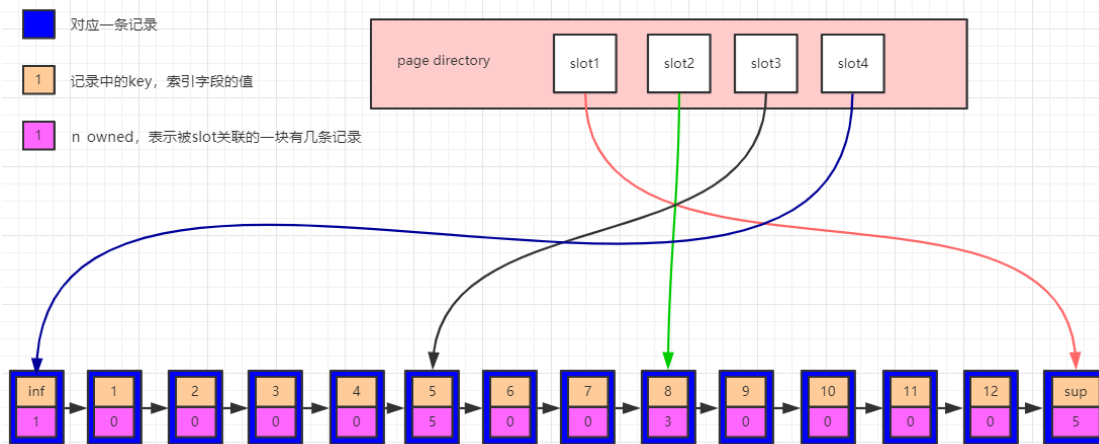 对应一条记录
1 记录中的key，索引字段的值
1 n owned，表示被slot关联的一块有几条记录
page directory slot1 slot2 slot3 slot4
inf 1 2 3 4 5 6 7 8 9 10 11 12 sup
1 0 0 0 0 5 0 0 3 0 0 0 0 5